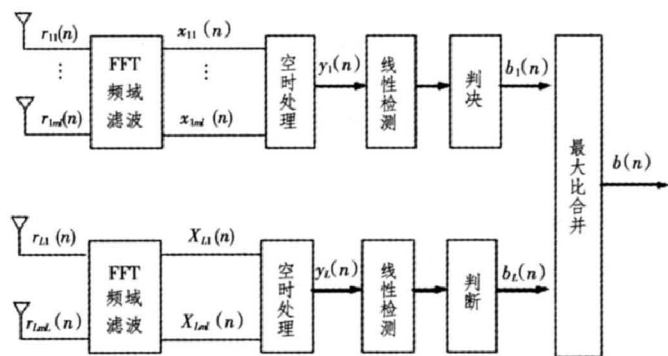 r11(n)
x11(n)
FFT
频域
滤波
r1ml(n)
x1ml(n)
空时处理
y1(n)
线性检测
判决
b1(n)
最大比合并
b(n)
rL1(n)
XL1(n)
FFT
频域
滤波
rLmL(n)
XLml(n)
空时处理
yL(n)
线性检测
判断
bL(n)